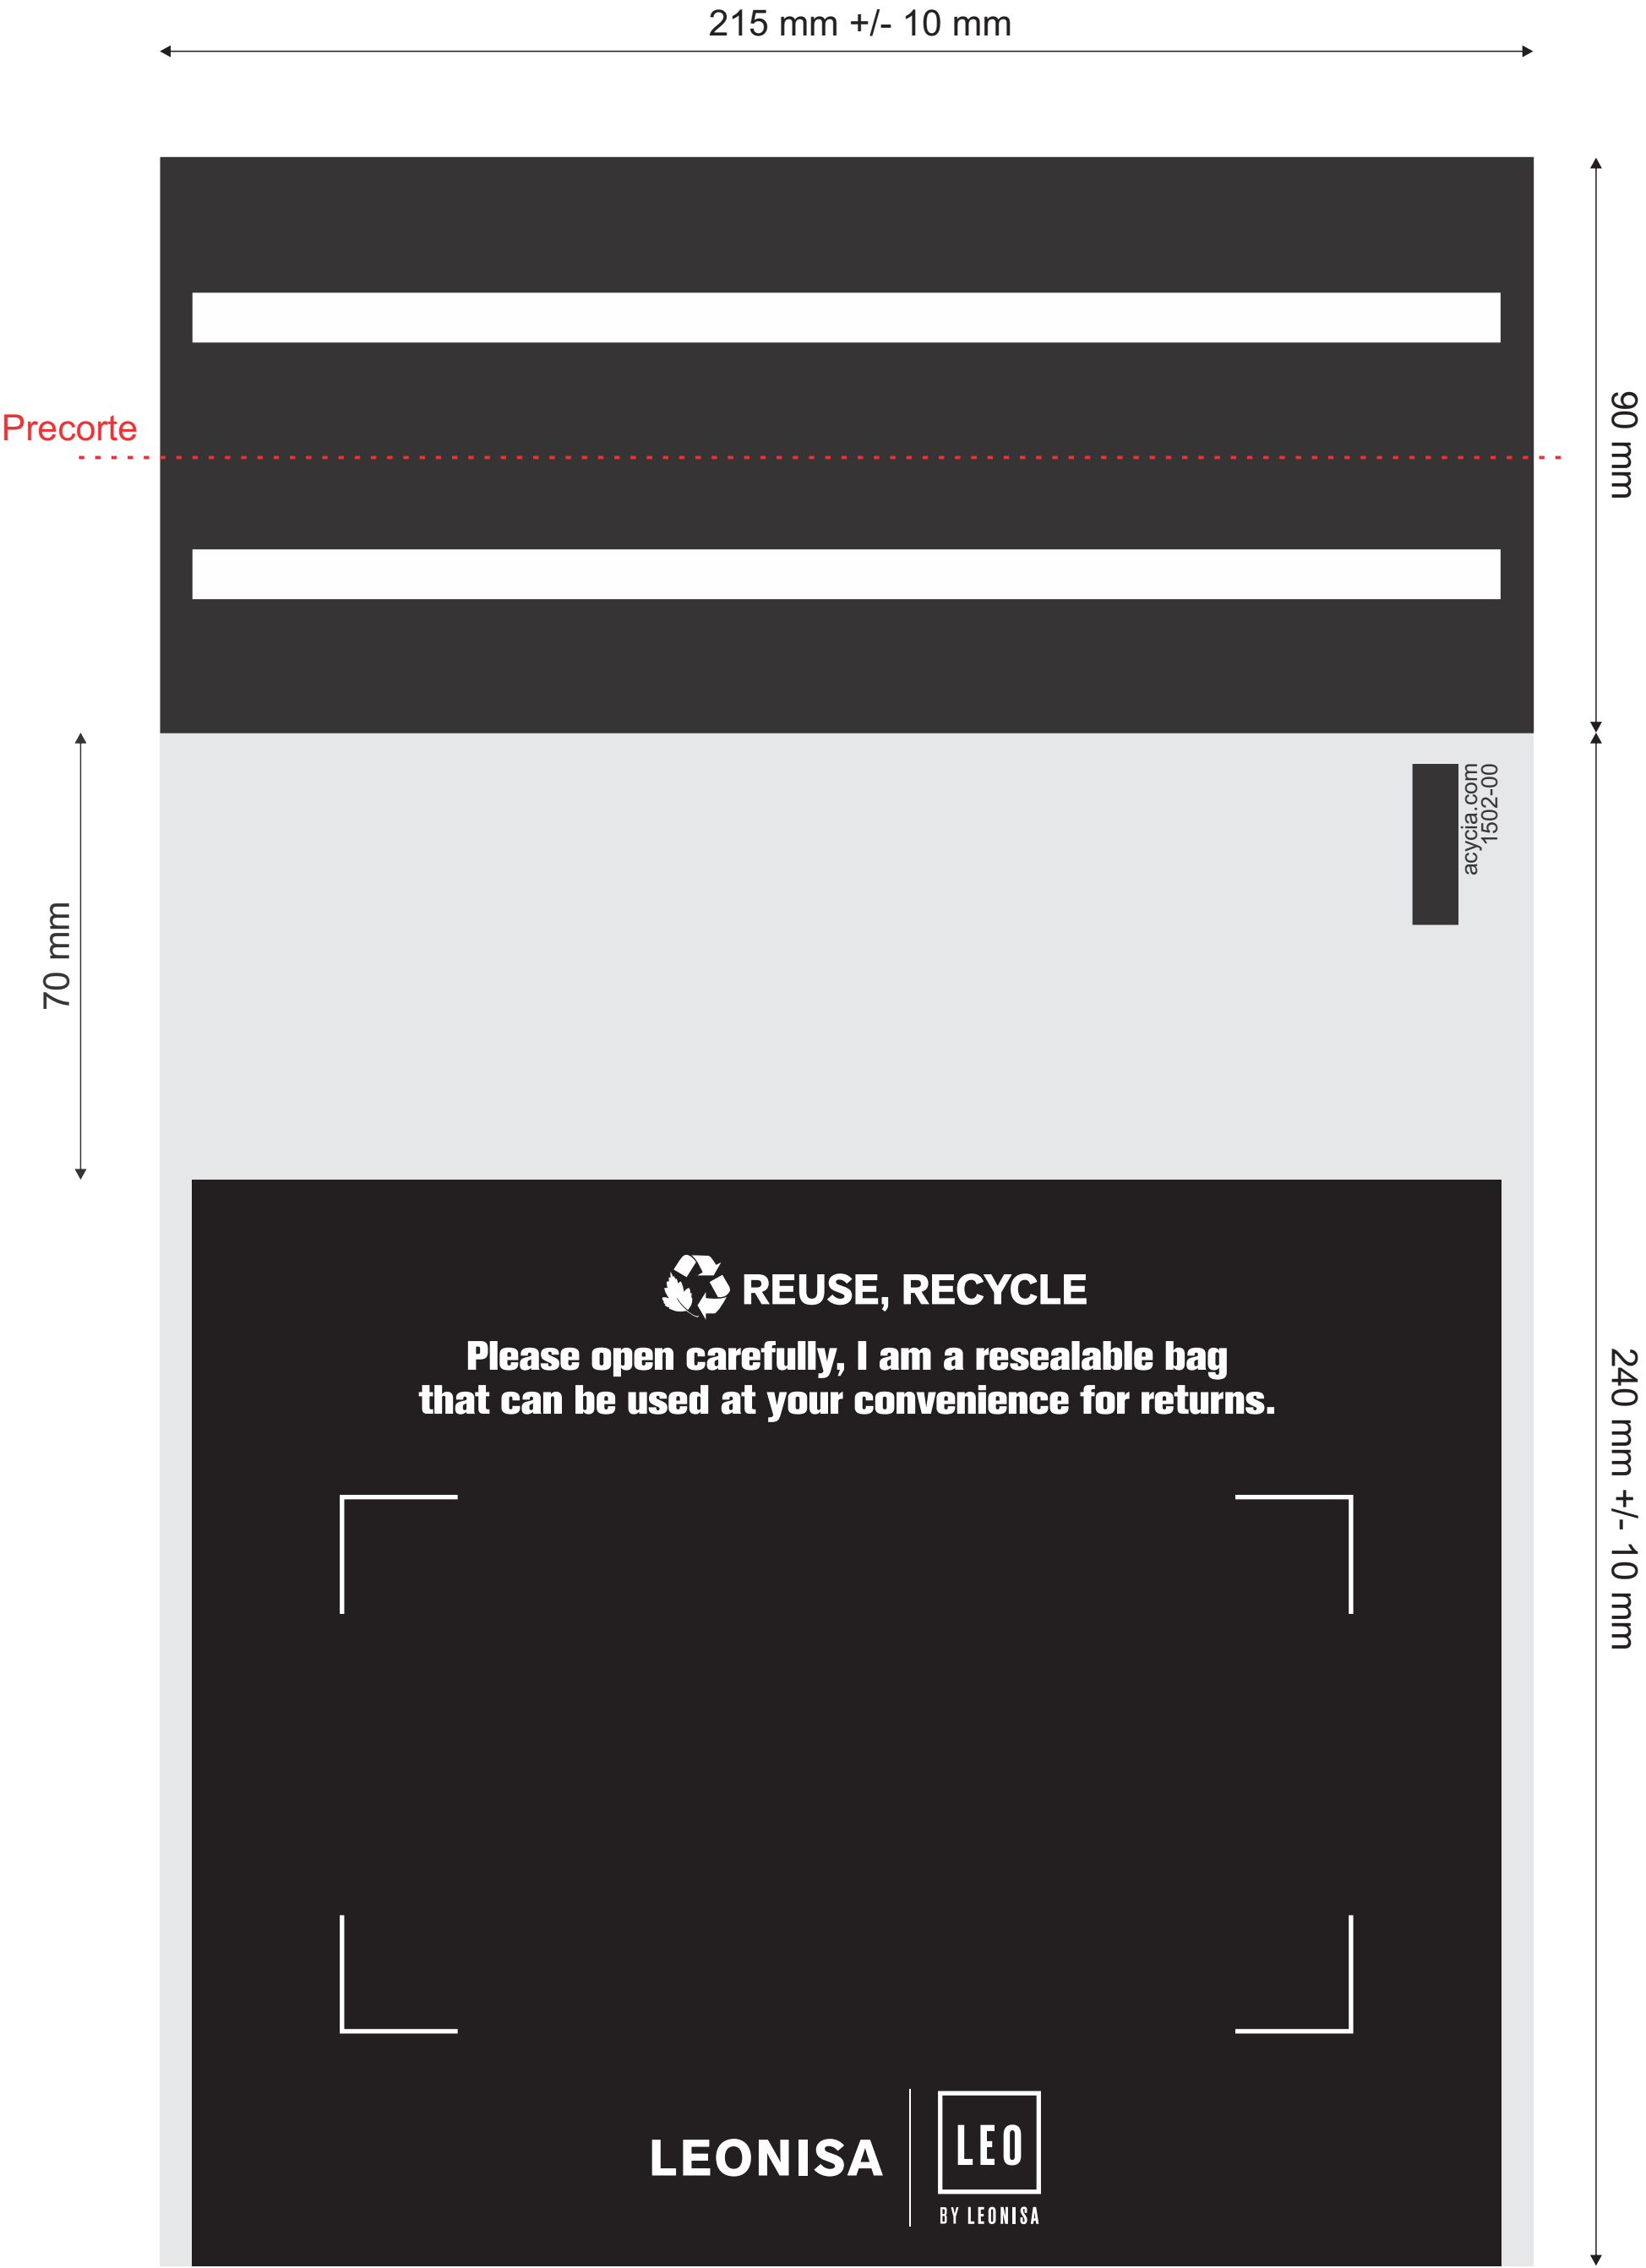 215 mm +/- 10 mm
90 mm
Precorte
acycia.com
1502-00
70 mm
REUSE, RECYCLE
Please open carefully, I am a resealable bag
that can be used at your convenience for returns.
240 mm +/- 10 mm
LEONISA
LEO
BY LEONISA